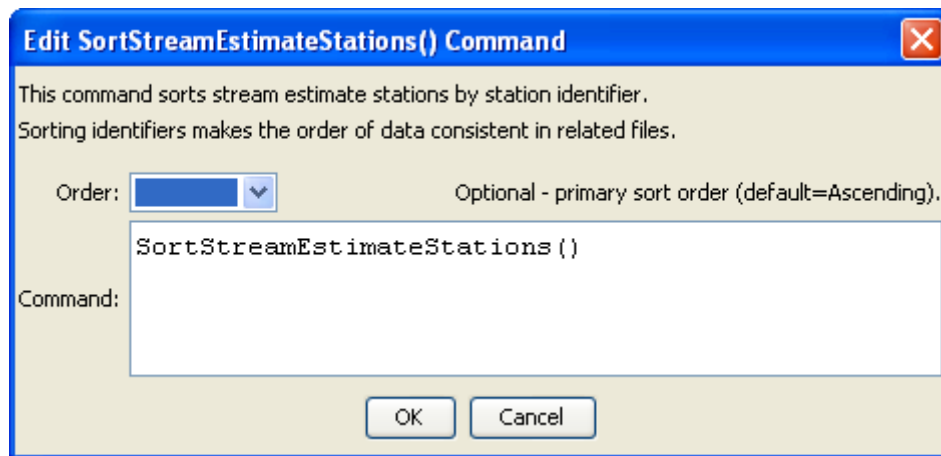 Edit SortStreamEstimateStations() Command
This command sorts stream estimate stations by station identifier.
Sorting identifiers makes the order of data consistent in related files.
Order: Optional - primary sort order (default=Ascending).
SortStreamEstimateStations()
Command:
OK Cancel